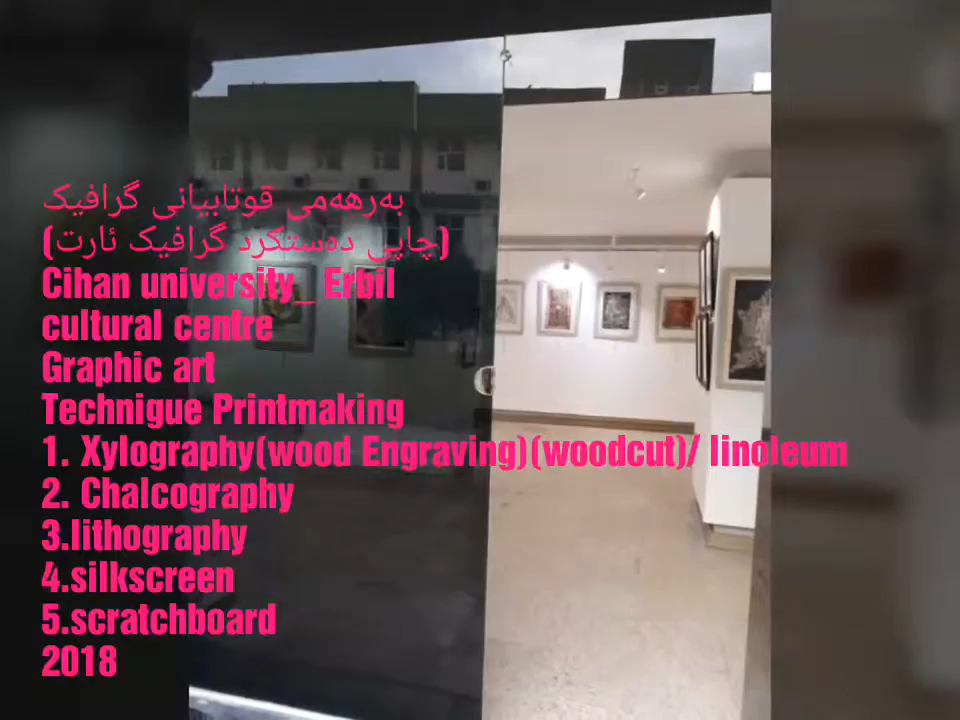 بەرهەمی قوتابیانی گرافیک
(چاپی دەستکرد گرافیک ئارت)
Cihan university_ Erbil
cultural centre
Graphic art
Technigue Printmaking
1. Xylography(wood Engraving)(woodcut)/ linoleum
2. Chalcography
3.lithography
4.silkscreen
5.scratchboard
2018